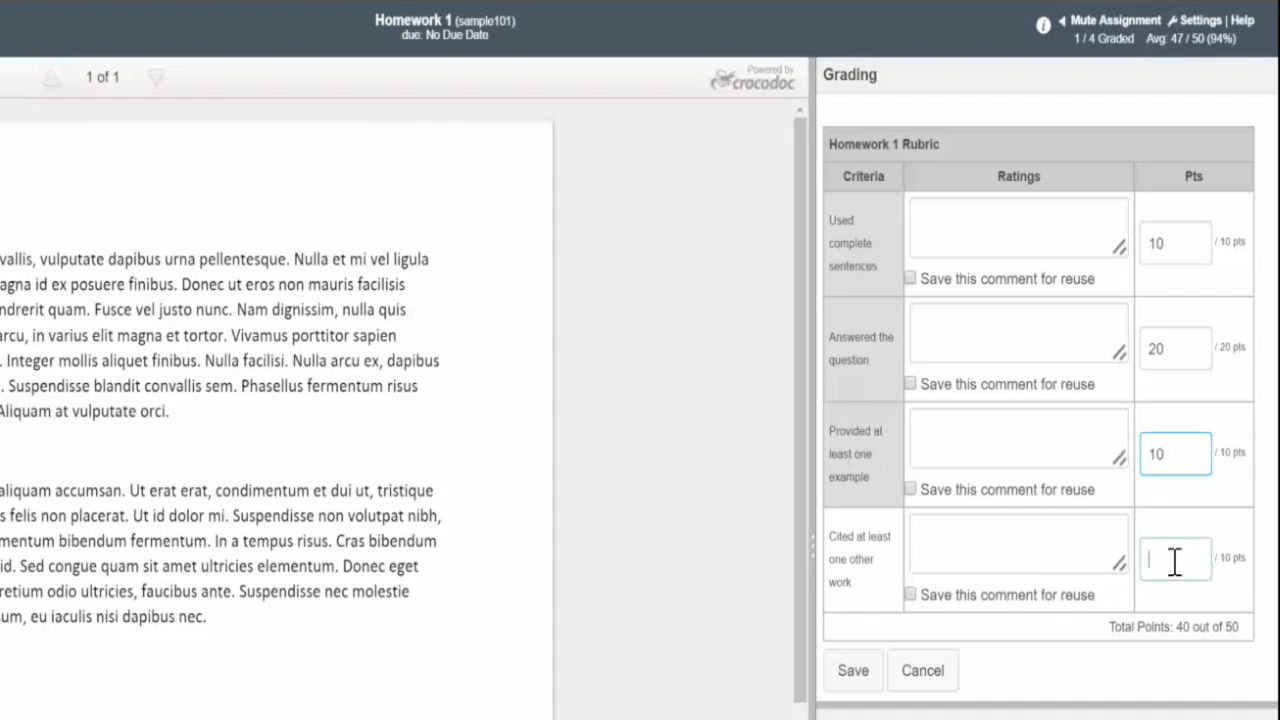 Homework 1 (sample101)
due: No Due Date
Mute Assignment Settings | Help
1 / 4 Graded Avg: 47 / 50 (94%)
1 of 1
Powered by
crocodoc
vallis, vulputate dapibus urna pellentesque. Nulla et mi vel ligula
agna id ex posuere finibus. Donec ut eros non mauris facilisis
ndrerit quam. Fusce vel justo nunc. Nam dignissim, nulla quis
arcu, in varius elit magna et tortor. Vivamus porttitor sapien
. Integer mollis aliquet finibus. Nulla facilisi. Nulla arcu ex, dapibus
. Suspendisse blandit convallis sem. Phasellus fermentum risus
Aliquam at vulputate orci.
aliquam accumsan. Ut erat erat, condimentum et dui ut, tristique
s felis non placerat. Ut id dolor mi. Suspendisse non volutpat nibh,
mentum bibendum fermentum. In a tempus risus. Cras bibendum
id. Sed congue quam sit amet ultricies elementum. Donec eget
retium odio ultricies, faucibus ante. Suspendisse nec molestie
sum, eu iaculis nisi dapibus nec.
Grading
Homework 1 Rubric
Criteria Ratings Pts
Used
complete
sentences
10 / 10 pts
Save this comment for reuse
Answered the
question
20 / 20 pts
Save this comment for reuse
Provided at
least one
example
10 / 10 pts
Save this comment for reuse
Cited at least
one other
work
/ 10 pts
Save this comment for reuse
Total Points: 40 out of 50
Save Cancel